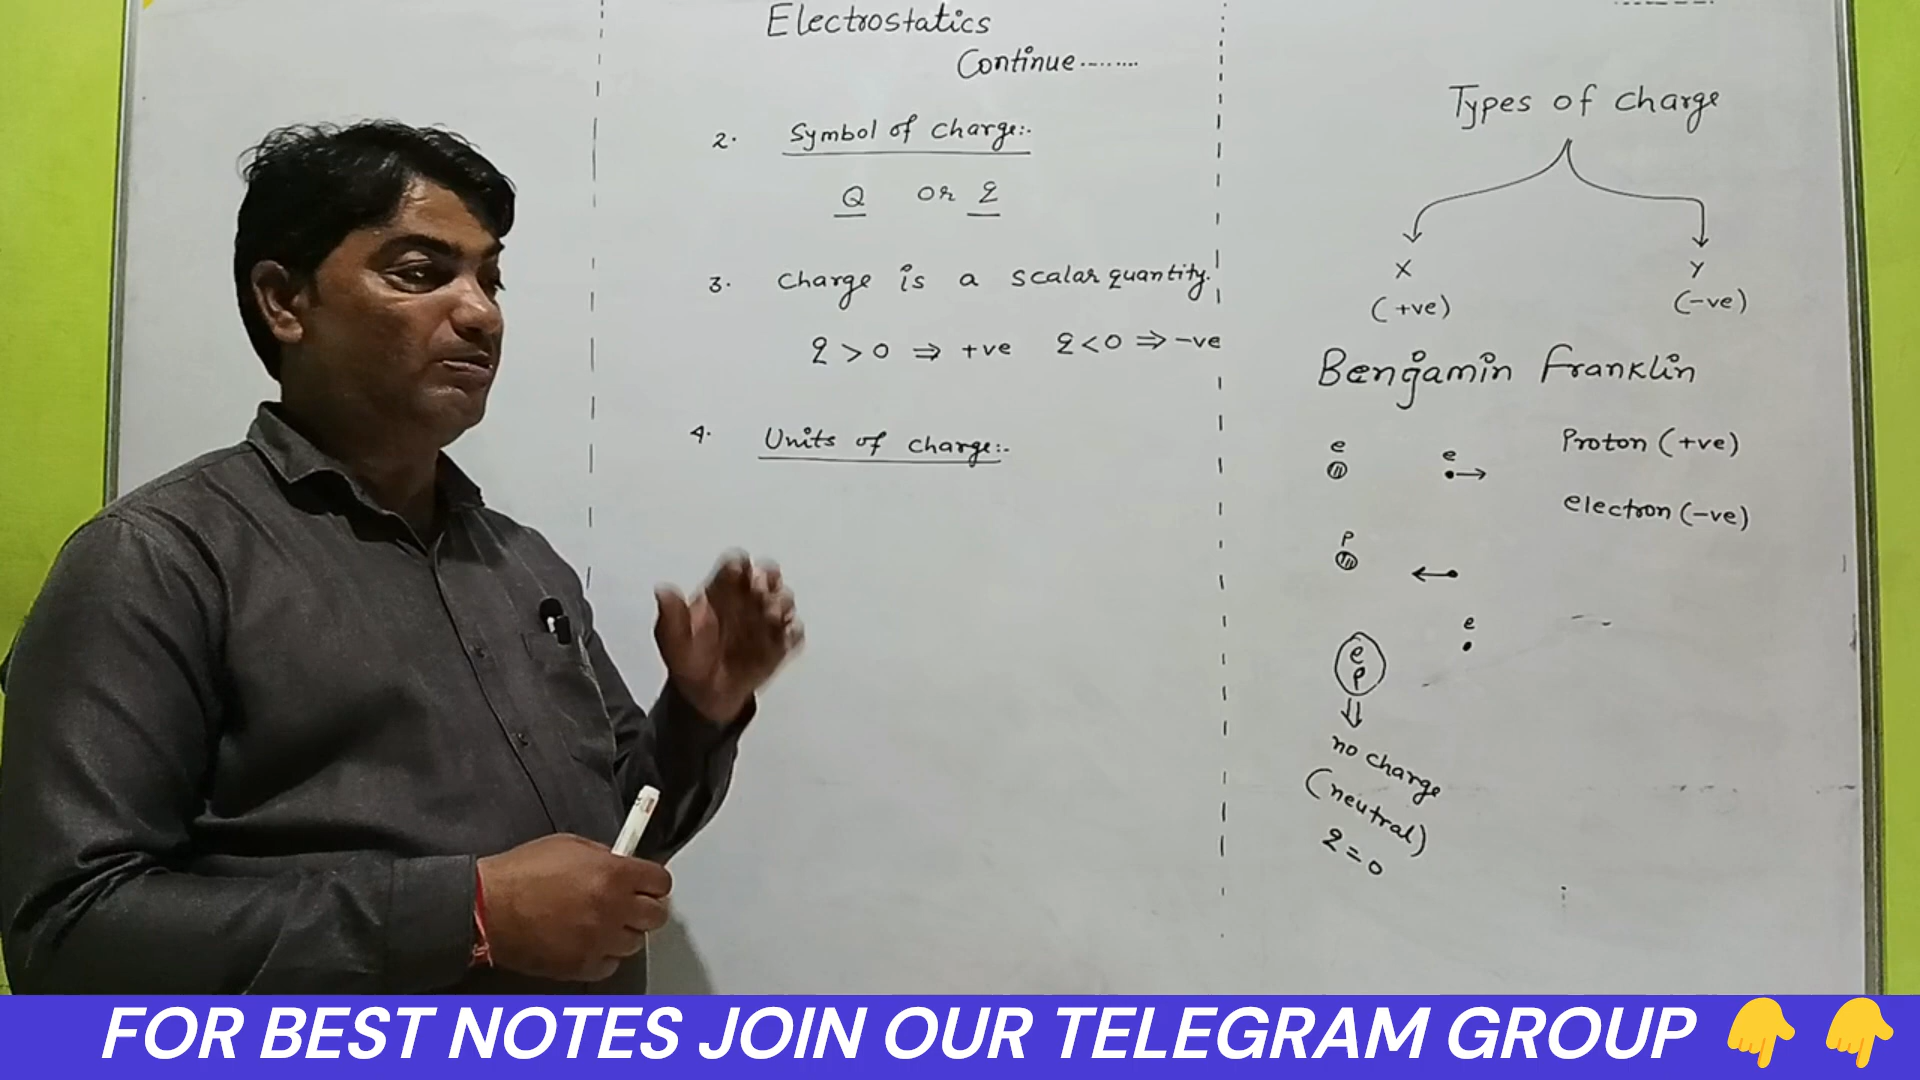 Electrostatics
Continue........
2. Symbol of charge:.
Q or q
3. Charge is a scalar quantity.
q > 0 ⇒ +ve q < 0 ⇒ -ve
4. Units of charge:.
Types of charge
X Y
(+ve) (-ve)
Bengamin Franklin
e e Proton (+ve)
electron (-ve)
P
e
e
P
no charge
(neutral)
q = 0
FOR BEST NOTES JOIN OUR TELEGRAM GROUP 👇 👇